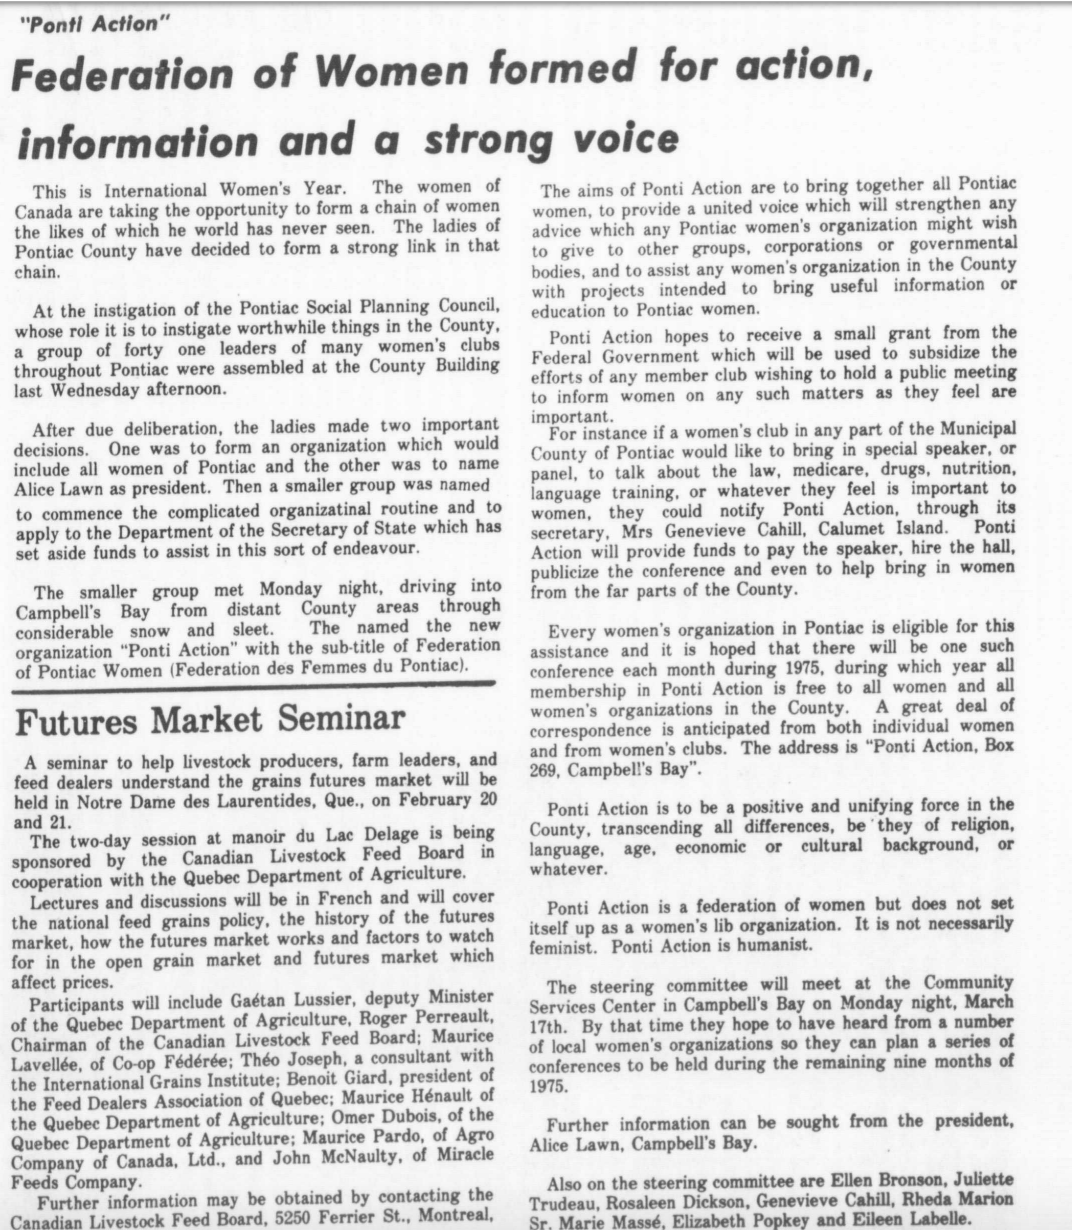 "Ponti Action"
Federation of Women formed for action,
information and a strong voice
This is International Women's Year. The women of
Canada are taking the opportunity to form a chain of women
the likes of which he world has never seen. The ladies of
Pontiac County have decided to form a strong link in that
chain.
At the instigation of the Pontiac Social Planning Council,
whose role it is to instigate worthwhile things in the County,
a group of forty one leaders of many women's clubs
throughout Pontiac were assembled at the County Building
last Wednesday afternoon.
After due deliberation, the ladies made two important
decisions. One was to form an organization which would
include all women of Pontiac and the other was to name
Alice Lawn as president. Then a smaller group was named
to commence the complicated organizatinal routine and to
apply to the Department of the Secretary of State which has
set aside funds to assist in this sort of endeavour.
The smaller group met Monday night, driving into
Campbell's Bay from distant County areas through
considerable snow and sleet. The named the new
organization "Ponti Action" with the sub-title of Federation
of Pontiac Women (Federation des Femmes du Pontiac).
The aims of Ponti Action are to bring together all Pontiac
women, to provide a united voice which will strengthen any
advice which any Pontiac women's organization might wish
to give to other groups, corporations or governmental
bodies, and to assist any women's organization in the County
with projects intended to bring useful information or
education to Pontiac women.
Ponti Action hopes to receive a small grant from the
Federal Government which will be used to subsidize the
efforts of any member club wishing to hold a public meeting
to inform women on any such matters as they feel are
important.
For instance if a women's club in any part of the Municipal
County of Pontiac would like to bring in special speaker, or
panel, to talk about the law, medicare, drugs, nutrition,
language training, or whatever they feel is important to
women, they could notify Ponti Action, through its
secretary, Mrs Genevieve Cahill, Calumet Island. Ponti
Action will provide funds to pay the speaker, hire the hall,
publicize the conference and even to help bring in women
from the far parts of the County.
Every women's organization in Pontiac is eligible for this
assistance and it is hoped that there will be one such
conference each month during 1975, during which year all
membership in Ponti Action is free to all women and all
women's organizations in the County. A great deal of
correspondence is anticipated from both individual women
and from women's clubs. The address is "Ponti Action, Box
269, Campbell's Bay".
Ponti Action is to be a positive and unifying force in the
County, transcending all differences, be they of religion,
language, age, economic or cultural background, or
whatever.
Ponti Action is a federation of women but does not set
itself up as a women's lib organization. It is not necessarily
feminist. Ponti Action is humanist.
The steering committee will meet at the Community
Services Center in Campbell's Bay on Monday night, March
17th. By that time they hope to have heard from a number
of local women's organizations so they can plan a series of
conferences to be held during the remaining nine months of
1975.
Further information can be sought from the president,
Alice Lawn, Campbell's Bay.
Also on the steering committee are Ellen Bronson, Juliette
Trudeau, Rosaleen Dickson, Genevieve Cahill, Rheda Marion
Sr. Marie Massé, Elizabeth Popkey and Eileen Labelle.
Futures Market Seminar
A seminar to help livestock producers, farm leaders, and
feed dealers understand the grains futures market will be
held in Notre Dame des Laurentides, Que., on February 20
and 21.
The two-day session at manoir du Lac Delage is being
sponsored by the Canadian Livestock Feed Board in
cooperation with the Quebec Department of Agriculture.
Lectures and discussions will be in French and will cover
the national feed grains policy, the history of the futures
market, how the futures market works and factors to watch
for in the open grain market and futures market which
affect prices.
Participants will include Gaétan Lussier, deputy Minister
of the Quebec Department of Agriculture, Roger Perreault,
Chairman of the Canadian Livestock Feed Board; Maurice
Lavellée, of Co-op Fédérée; Théo Joseph, a consultant with
the International Grains Institute; Benoit Giard, president of
the Feed Dealers Association of Quebec; Maurice Hénault of
the Quebec Department of Agriculture; Omer Dubois, of the
Quebec Department of Agriculture; Maurice Pardo, of Agro
Company of Canada, Ltd., and John McNaulty, of Miracle
Feeds Company.
Further information may be obtained by contacting the
Canadian Livestock Feed Board, 5250 Ferrier St., Montreal,